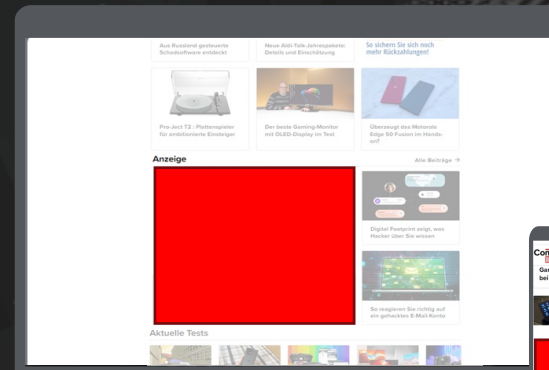 Aus Russland gesteuerte
Schadsoftware entdeckt
Neue Aldi-Talk-Jahrespakete:
Details und Einschätzung
So sichern Sie sich noch
mehr Rückzahlungen!
Pro-Ject T2 : Plattenspieler
für ambitionierte Einsteiger
Der beste Gaming-Monitor
mit OLED-Display im Test
Überzeugt das Motorola
Edge 50 Fusion im Hands-
on?
Anzeige
Alle Beiträge →
Digital Footprint zeigt, was
Hacker über Sie wissen
So reagieren Sie richtig auf
ein gehacktes E-Mail-Konto
Aktuelle Tests
Com
Gam
bei